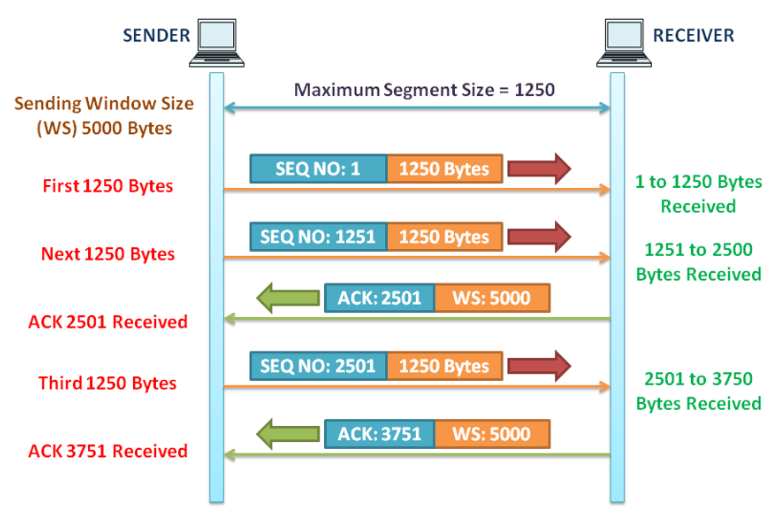 SENDER
RECEIVER
Maximum Segment Size = 1250
Sending Window Size
(WS) 5000 Bytes
SEQ NO: 1 1250 Bytes
First 1250 Bytes
1 to 1250 Bytes
Received
SEQ NO: 1251 1250 Bytes
Next 1250 Bytes
1251 to 2500
Bytes Received
ACK: 2501 WS: 5000
ACK 2501 Received
SEQ NO: 2501 1250 Bytes
Third 1250 Bytes
2501 to 3750
Bytes Received
ACK: 3751 WS: 5000
ACK 3751 Received